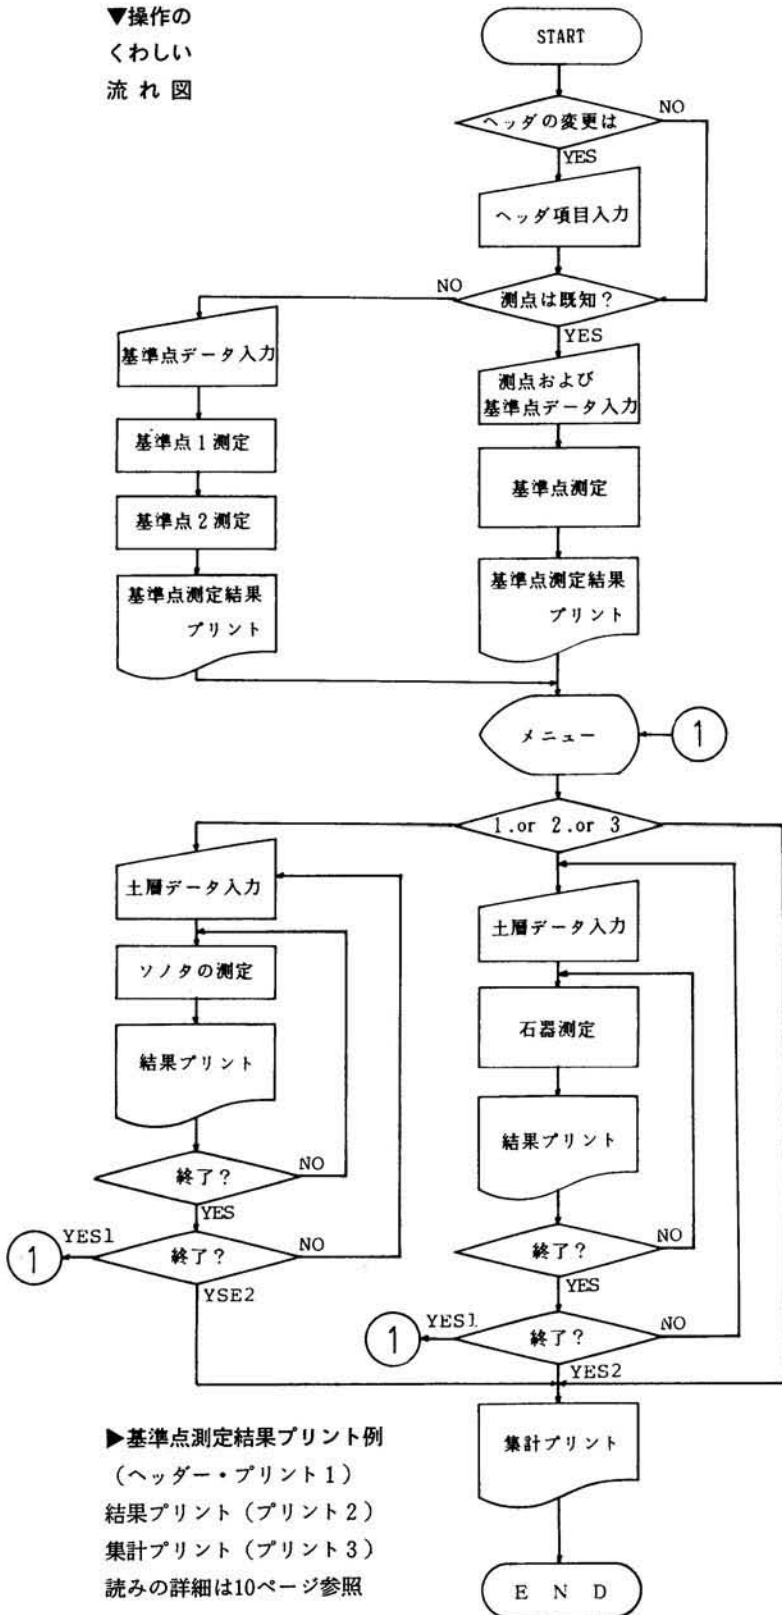 ▼操作の
くわしい
流れ図
START
ヘッダの変更は
NO
YES
ヘッダ項目入力
測点は既知？
NO
YES
基準点データ入力
基準点1測定
基準点2測定
基準点測定結果
プリント
測点および
基準点データ入力
基準点測定
基準点測定結果
プリント
メニュー
1
1.or 2.or 3
土層データ入力
ソノタの測定
結果プリント
終了？
NO
YES
終了？
NO
YES1
1
YSE2
土層データ入力
石器測定
結果プリント
終了？
NO
YES
終了？
NO
YES1
1
YES2
集計プリント
END
▶基準点測定結果プリント例
（ヘッダー・プリント1）
結果プリント（プリント2）
集計プリント（プリント3）
読みの詳細は10ページ参照